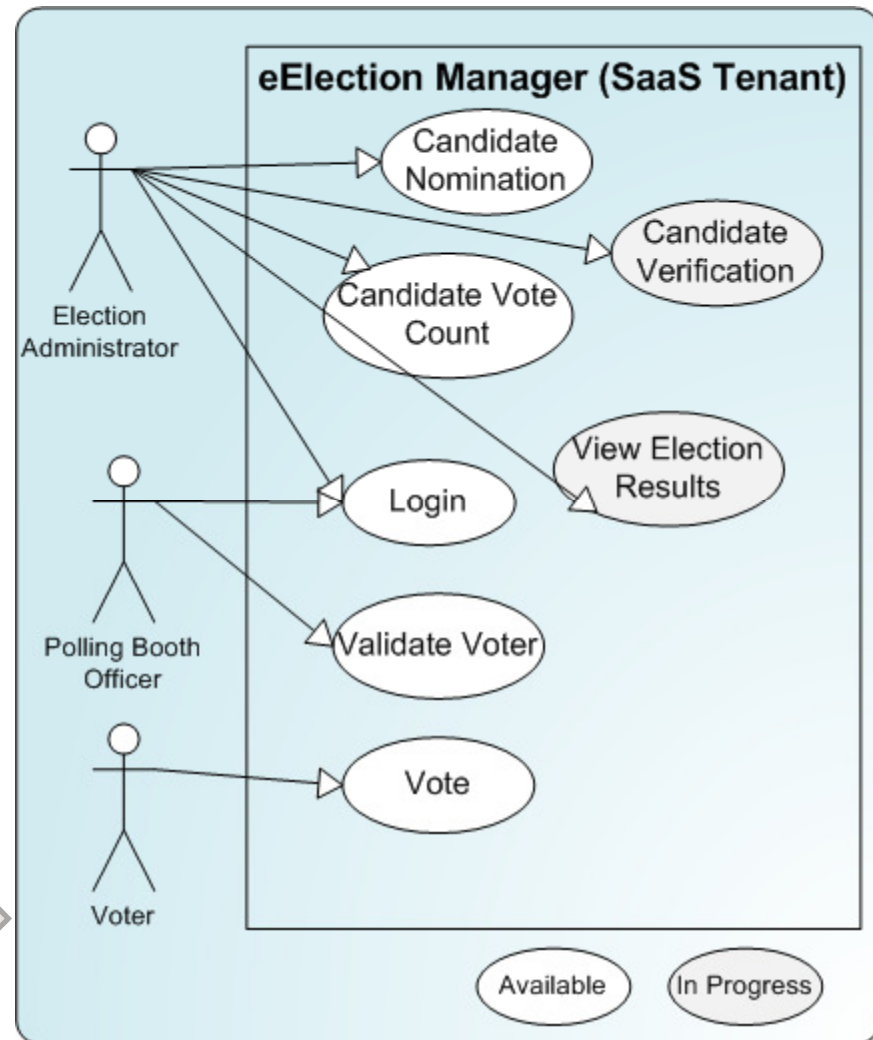 eElection Manager (SaaS Tenant)
Candidate
Nomination
Candidate
Verification
Candidate Vote
Count
Election
Administrator
View Election
Results
Login
Polling Booth
Officer
Validate Voter
Vote
Voter
Available
In Progress